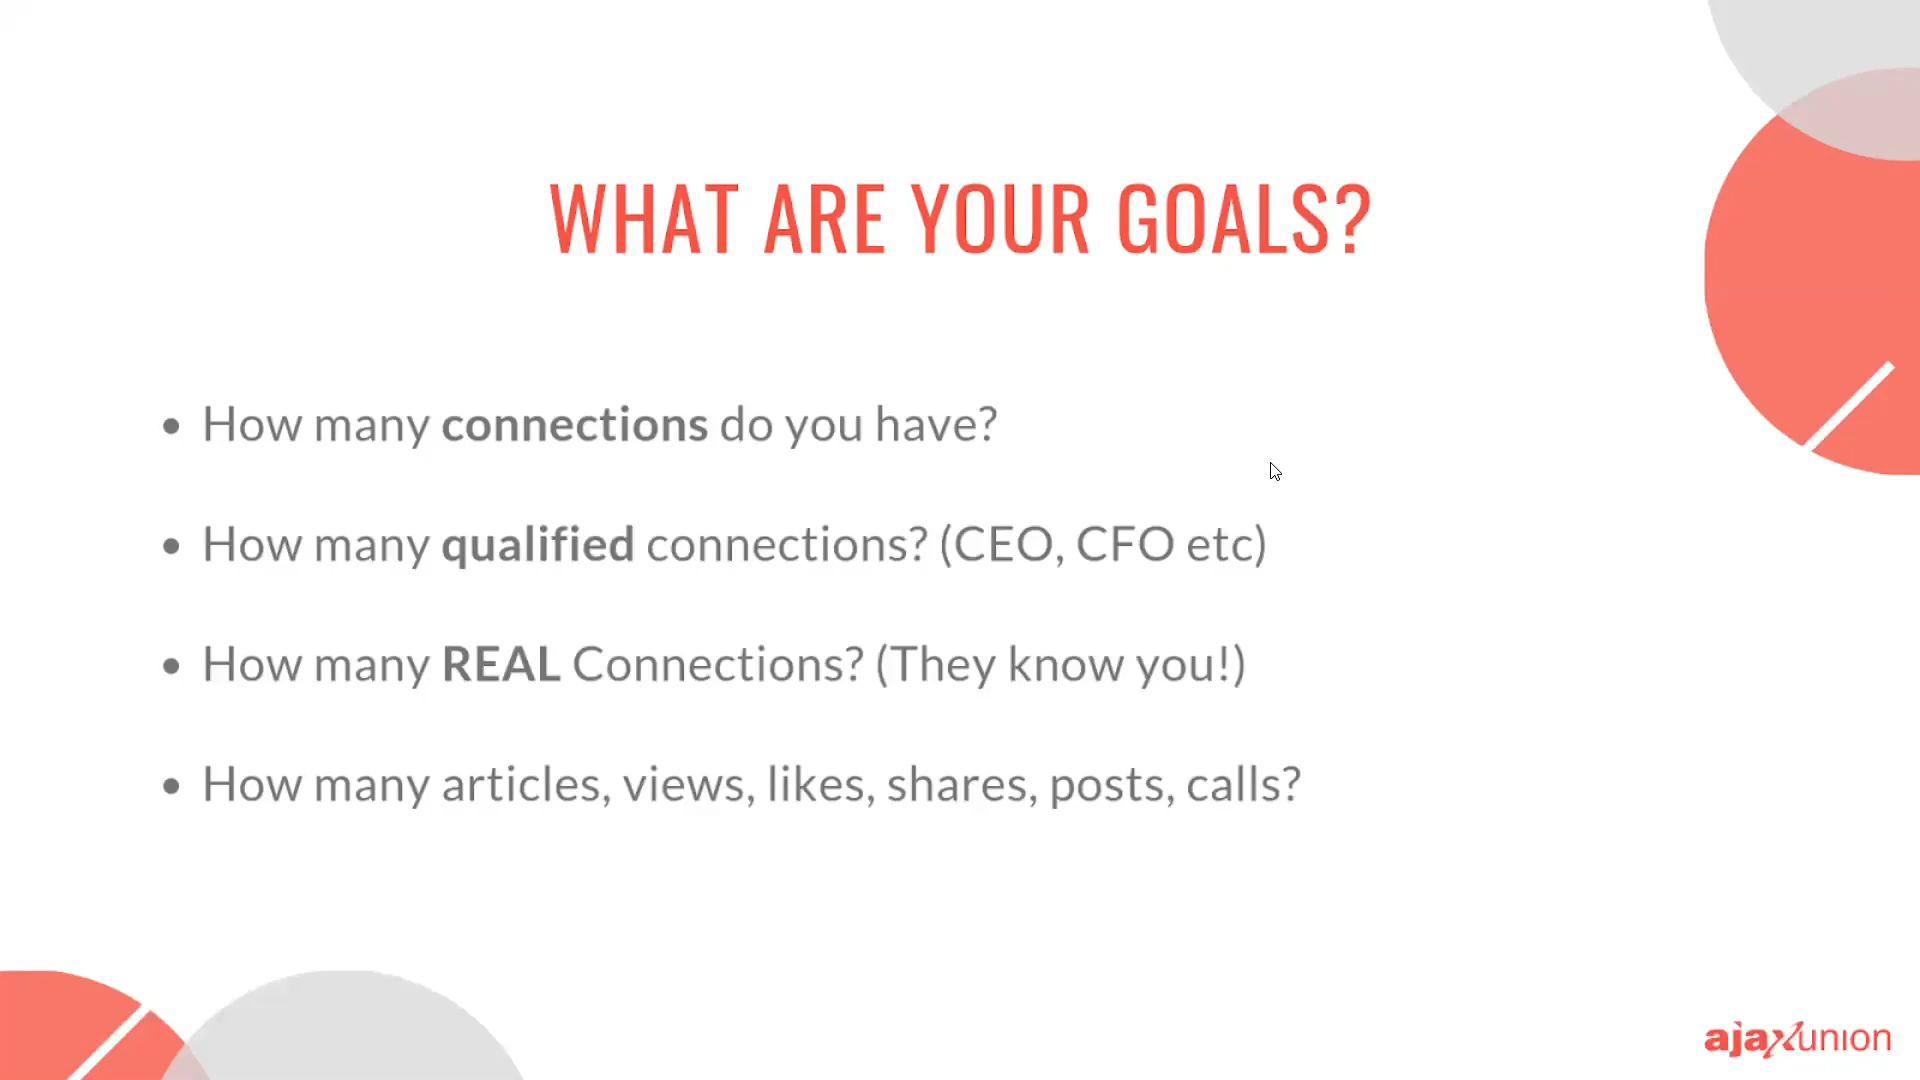 WHAT ARE YOUR GOALS?
• How many connections do you have?
• How many qualified connections? (CEO, CFO etc)
• How many REAL Connections? (They know you!)
• How many articles, views, likes, shares, posts, calls?
ajaxunion